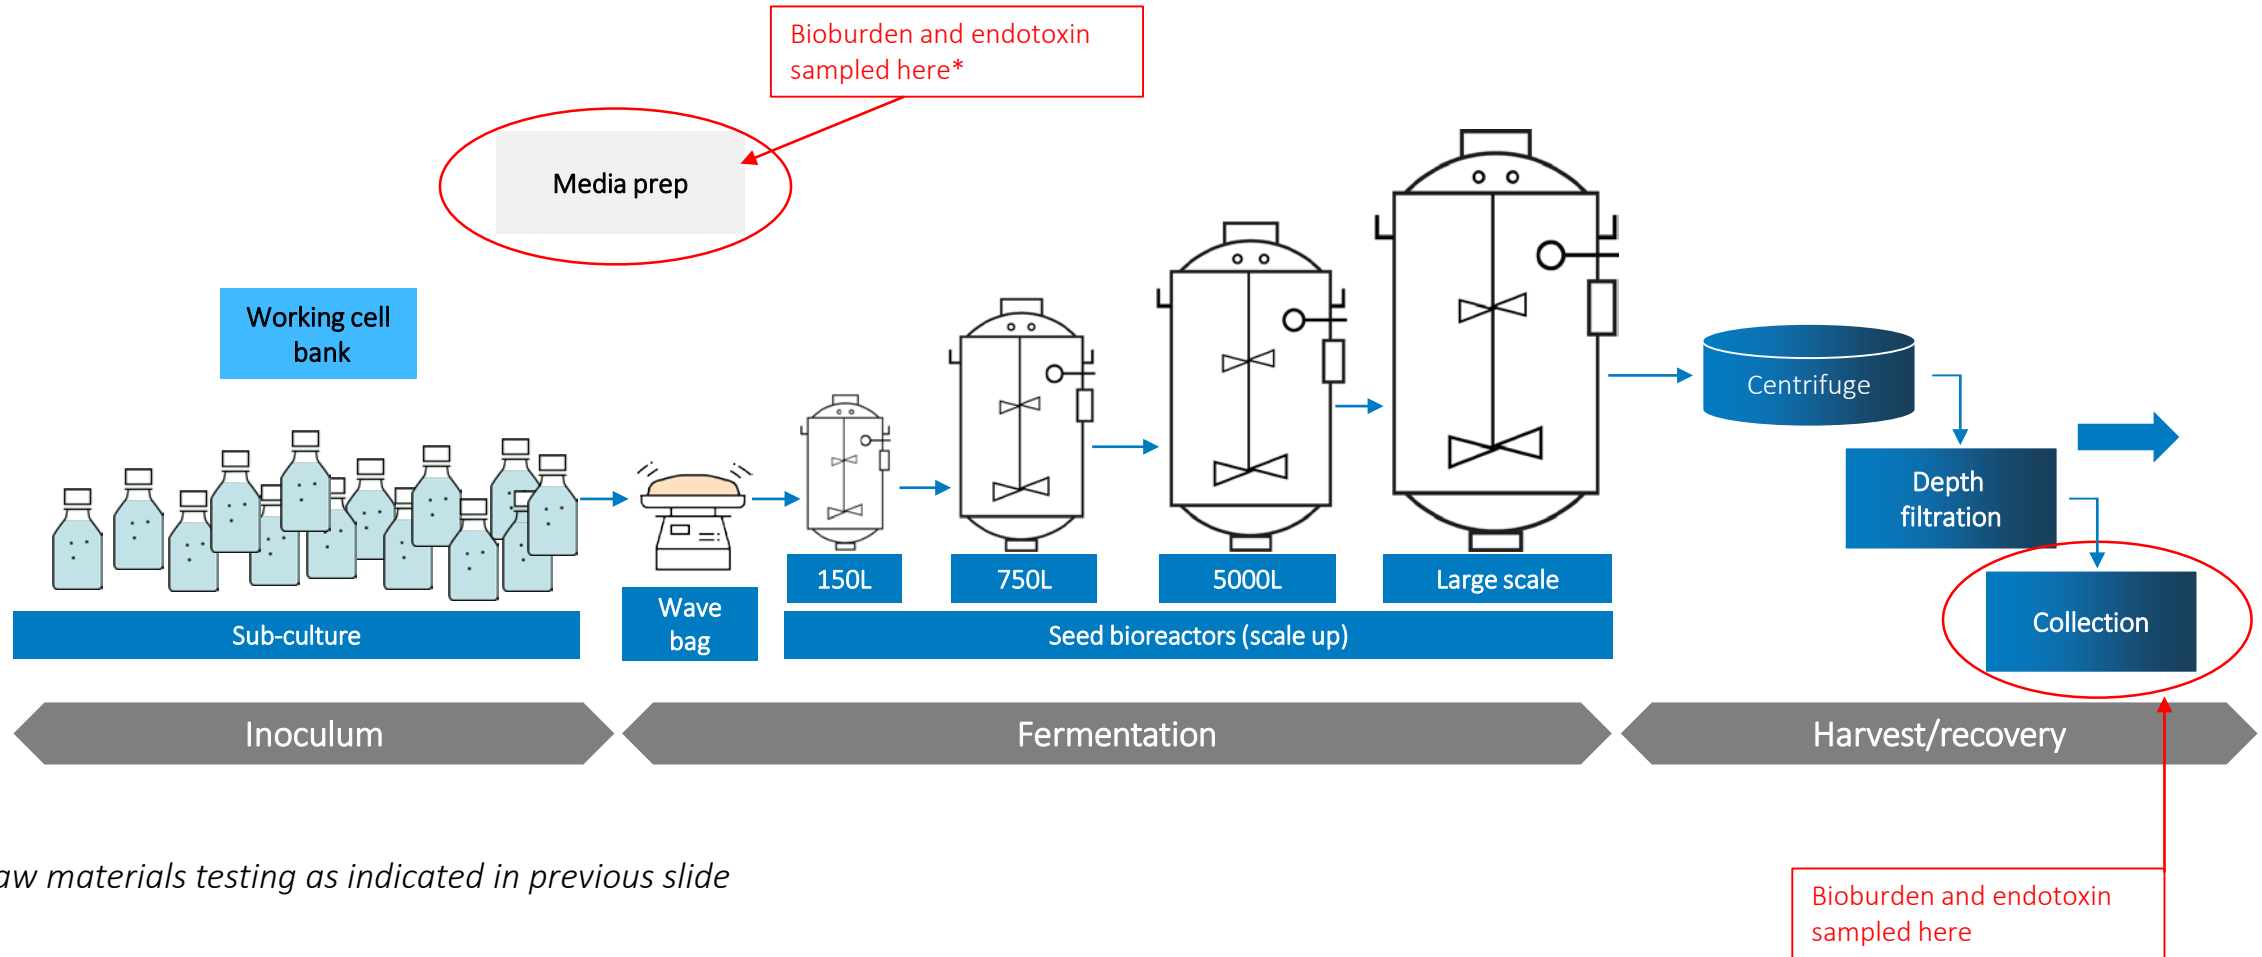 Bioburden and endotoxin
sampled here*
Media prep
Working cell
bank
Centrifuge
Depth
filtration
Collection
150L
750L
5000L
Large scale
Wave
bag
Sub-culture
Seed bioreactors (scale up)
Inoculum
Fermentation
Harvest/recovery
materials testing as indicated in previous slide
Bioburden and endotoxin
sampled here